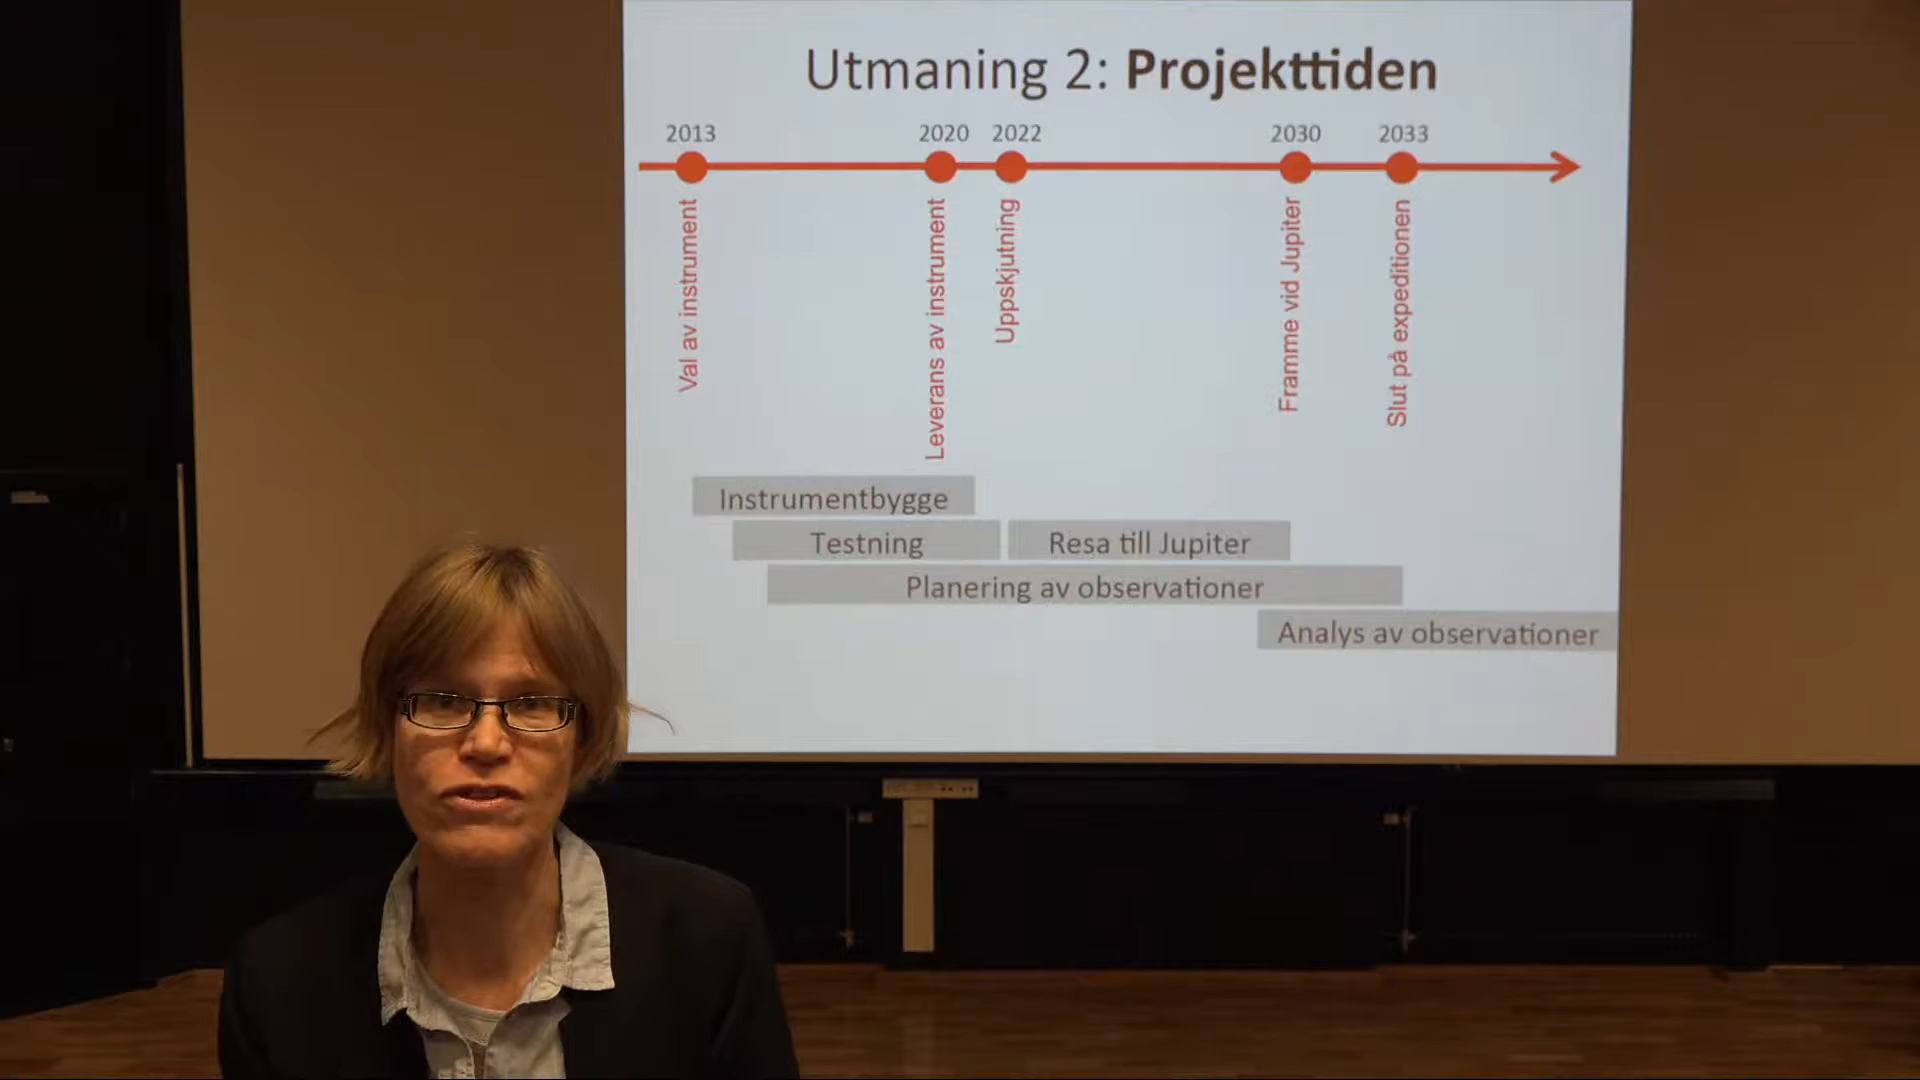 Utmaning 2: Projekttiden
2013
2020
2022
2030
2033
Val av instrument
Leverans av instrument
Uppskjutning
Framme vid Jupiter
Slut på expeditionen
Instrumentbygge
Testning
Resa till Jupiter
Planering av observationer
Analys av observationer